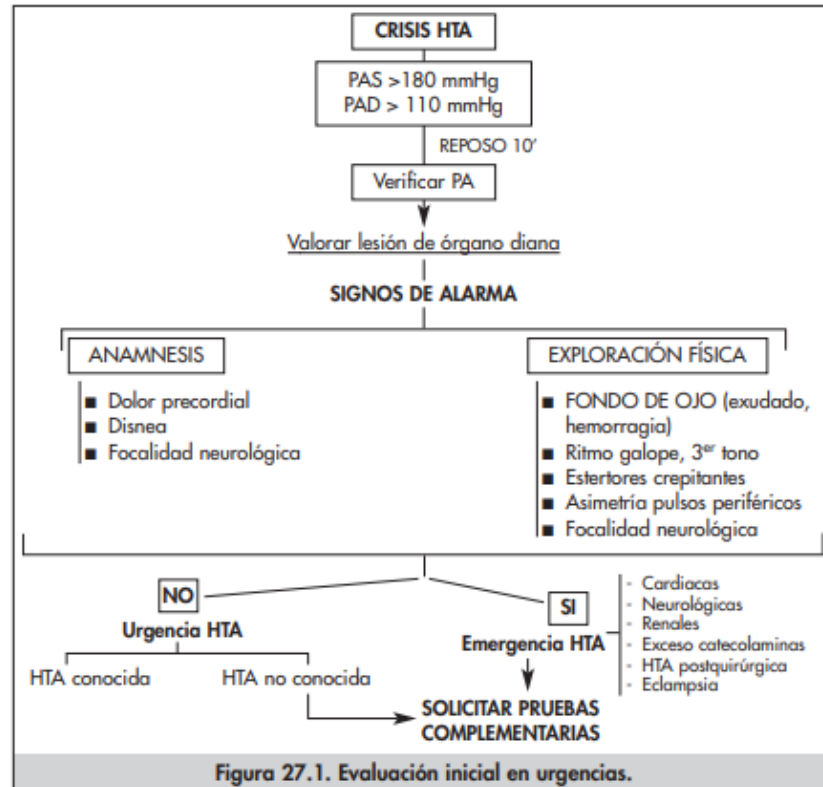 CRISIS HTA
PAS >180 mmHg
PAD > 110 mmHg
REPOSO 10’
Verificar PA
Valorar lesión de órgano diana
SIGNOS DE ALARMA
ANAMNESIS
■ Dolor precordial
■ Disnea
■ Focalidad neurológica
EXPLORACIÓN FÍSICA
■ FONDO DE OJO (exudado,
hemorragia)
■ Ritmo galope, 3er tono
■ Estertores crepitantes
■ Asimetría pulsos periféricos
■ Focalidad neurológica
NO
Urgencia HTA
HTA conocida
HTA no conocida
SI
Emergencia HTA
- Cardiacas
- Neurológicas
- Renales
- Exceso catecolaminas
- HTA postquirúrgica
- Eclampsia
SOLICITAR PRUEBAS
COMPLEMENTARIAS
Figura 27.1. Evaluación inicial en urgencias.